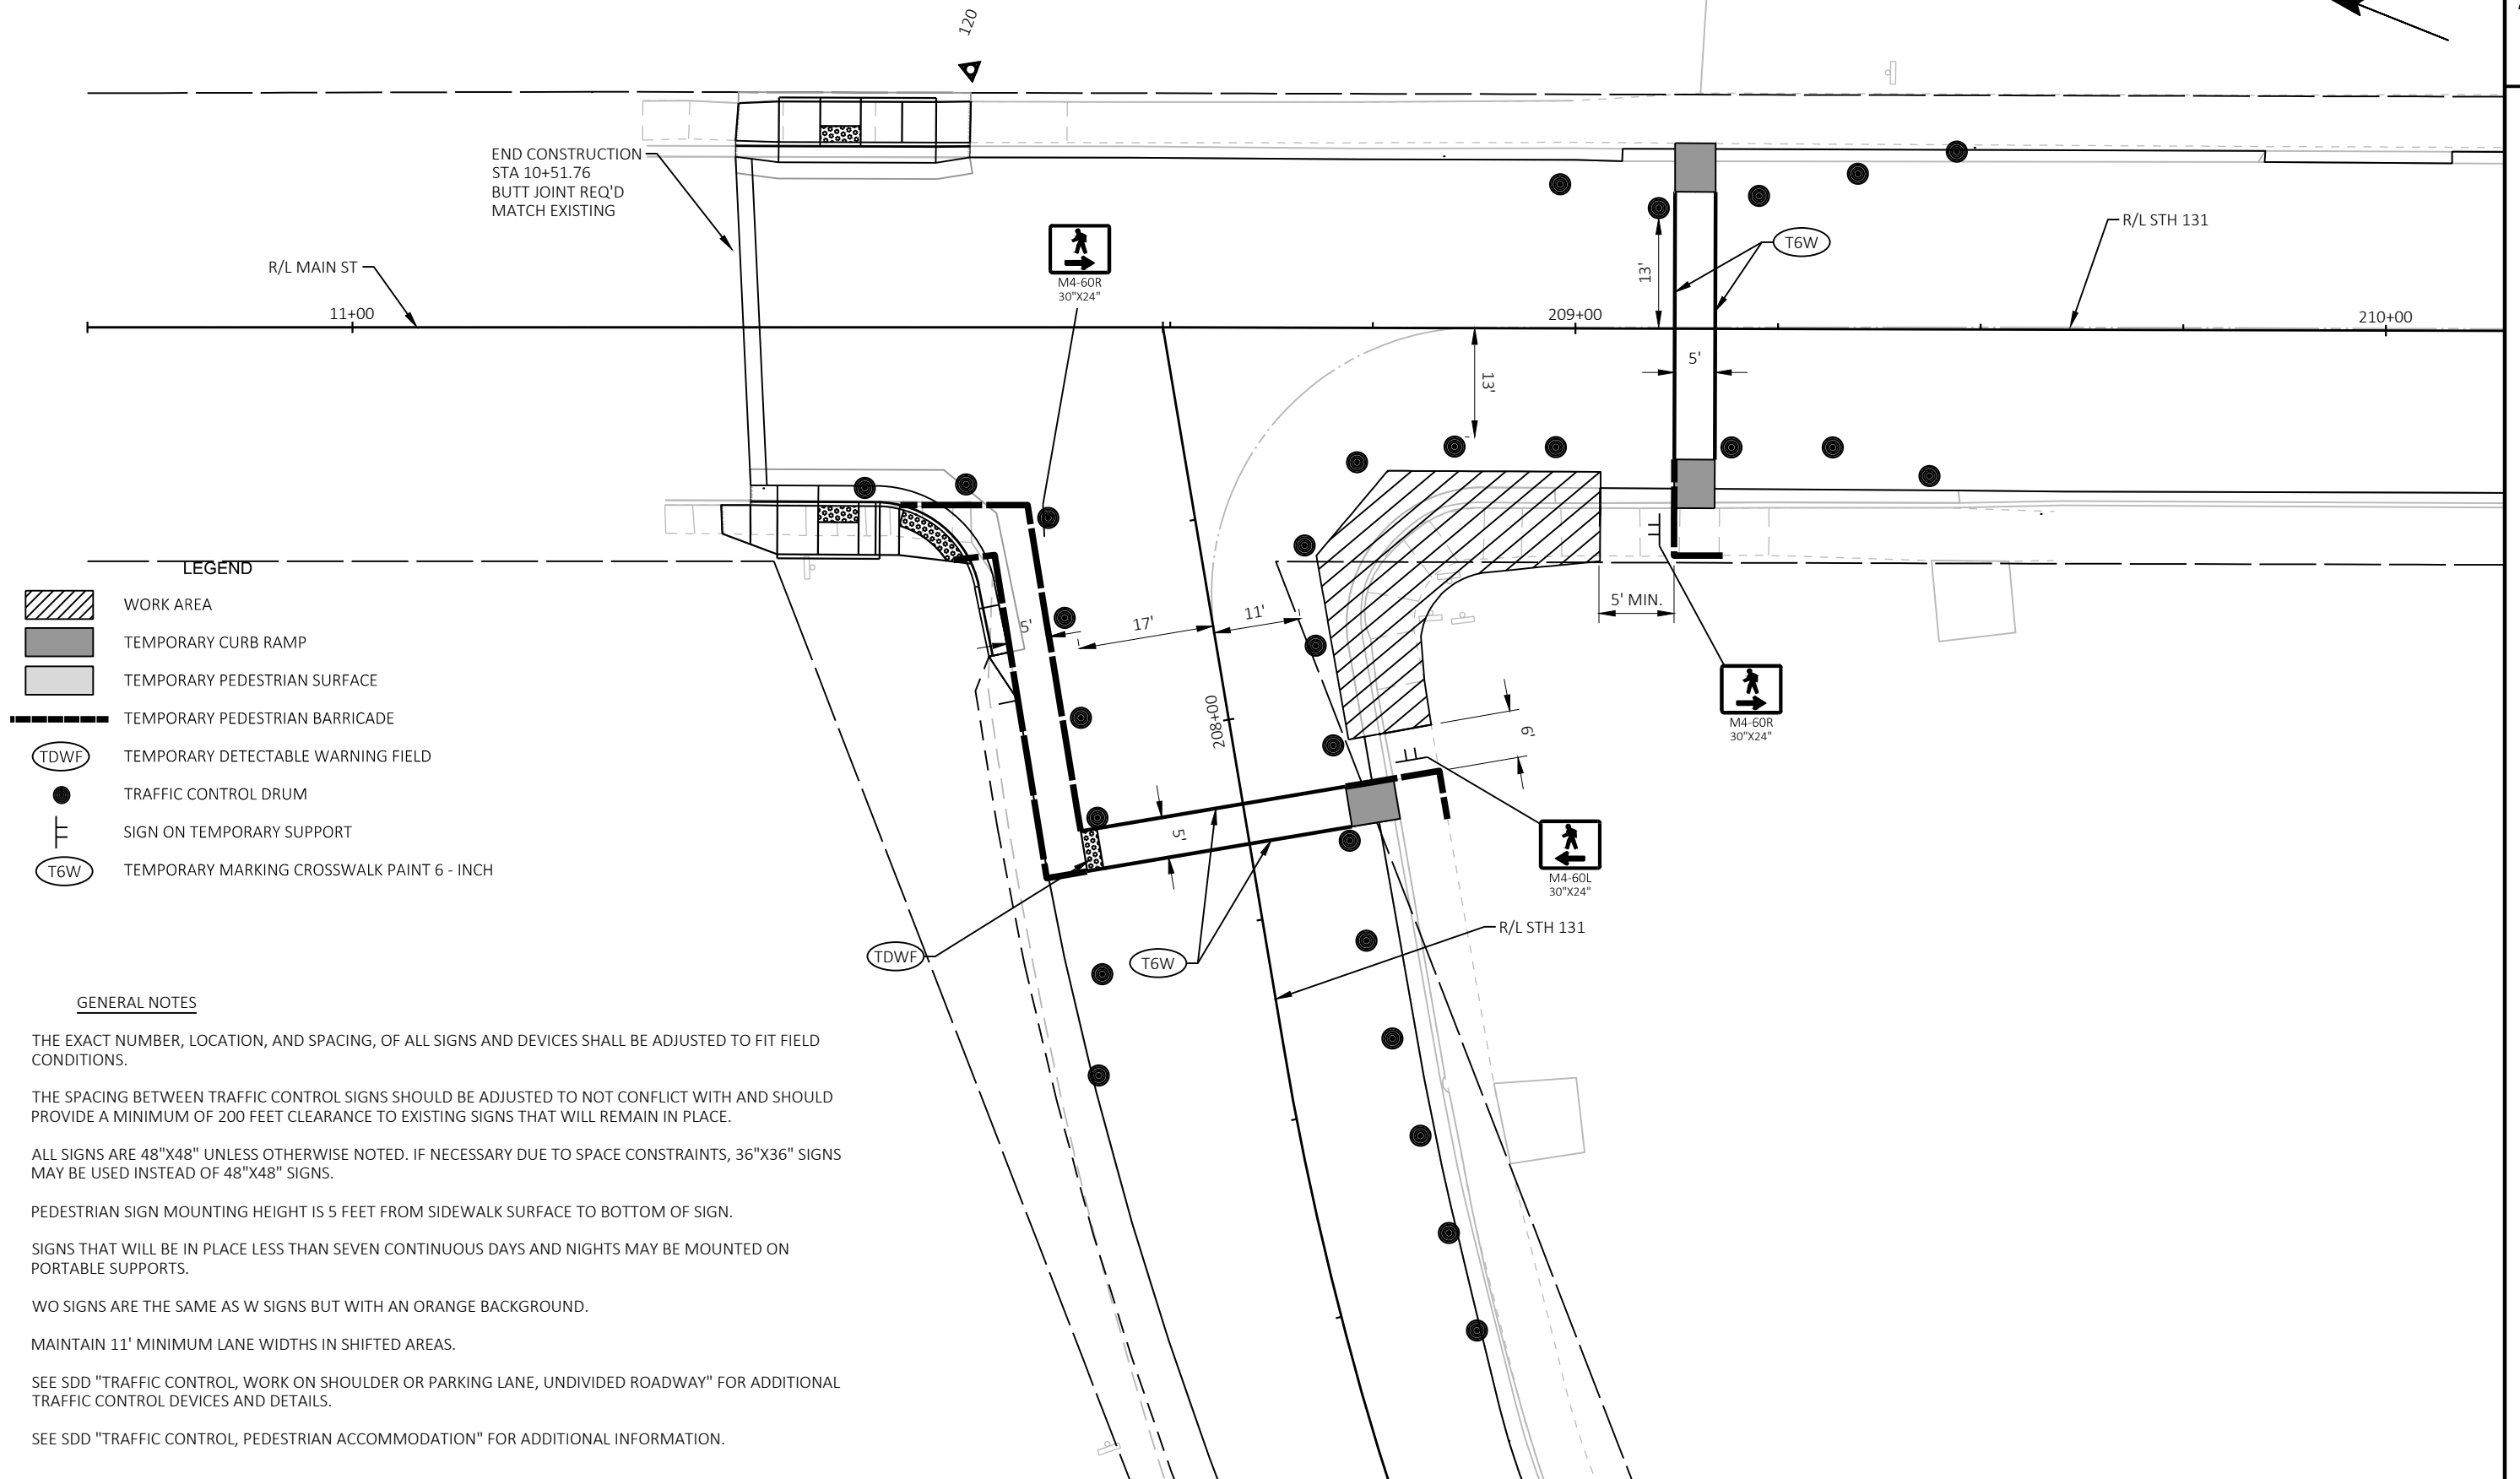 120
END CONSTRUCTION
STA 10+51.76
BUTT JOINT REQ'D
MATCH EXISTING
R/L MAIN ST
11+00
M4-60R
30"X24"
13'
T6W
R/L STH 131
209+00
210+00
5'
13'
5'
17'
11'
208+00
5' MIN.
6'
M4-60R
30"X24"
5'
M4-60L
30"X24"
R/L STH 131
TDWF
T6W
LEGEND
WORK AREA
TEMPORARY CURB RAMP
TEMPORARY PEDESTRIAN SURFACE
TEMPORARY PEDESTRIAN BARRICADE
TDWF TEMPORARY DETECTABLE WARNING FIELD
TRAFFIC CONTROL DRUM
SIGN ON TEMPORARY SUPPORT
T6W TEMPORARY MARKING CROSSWALK PAINT 6 - INCH
GENERAL NOTES
THE EXACT NUMBER, LOCATION, AND SPACING, OF ALL SIGNS AND DEVICES SHALL BE ADJUSTED TO FIT FIELD
CONDITIONS.
THE SPACING BETWEEN TRAFFIC CONTROL SIGNS SHOULD BE ADJUSTED TO NOT CONFLICT WITH AND SHOULD
PROVIDE A MINIMUM OF 200 FEET CLEARANCE TO EXISTING SIGNS THAT WILL REMAIN IN PLACE.
ALL SIGNS ARE 48"X48" UNLESS OTHERWISE NOTED. IF NECESSARY DUE TO SPACE CONSTRAINTS, 36"X36" SIGNS
MAY BE USED INSTEAD OF 48"X48" SIGNS.
PEDESTRIAN SIGN MOUNTING HEIGHT IS 5 FEET FROM SIDEWALK SURFACE TO BOTTOM OF SIGN.
SIGNS THAT WILL BE IN PLACE LESS THAN SEVEN CONTINUOUS DAYS AND NIGHTS MAY BE MOUNTED ON
PORTABLE SUPPORTS.
WO SIGNS ARE THE SAME AS W SIGNS BUT WITH AN ORANGE BACKGROUND.
MAINTAIN 11' MINIMUM LANE WIDTHS IN SHIFTED AREAS.
SEE SDD "TRAFFIC CONTROL, WORK ON SHOULDER OR PARKING LANE, UNDIVIDED ROADWAY" FOR ADDITIONAL
TRAFFIC CONTROL DEVICES AND DETAILS.
SEE SDD "TRAFFIC CONTROL, PEDESTRIAN ACCOMMODATION" FOR ADDITIONAL INFORMATION.